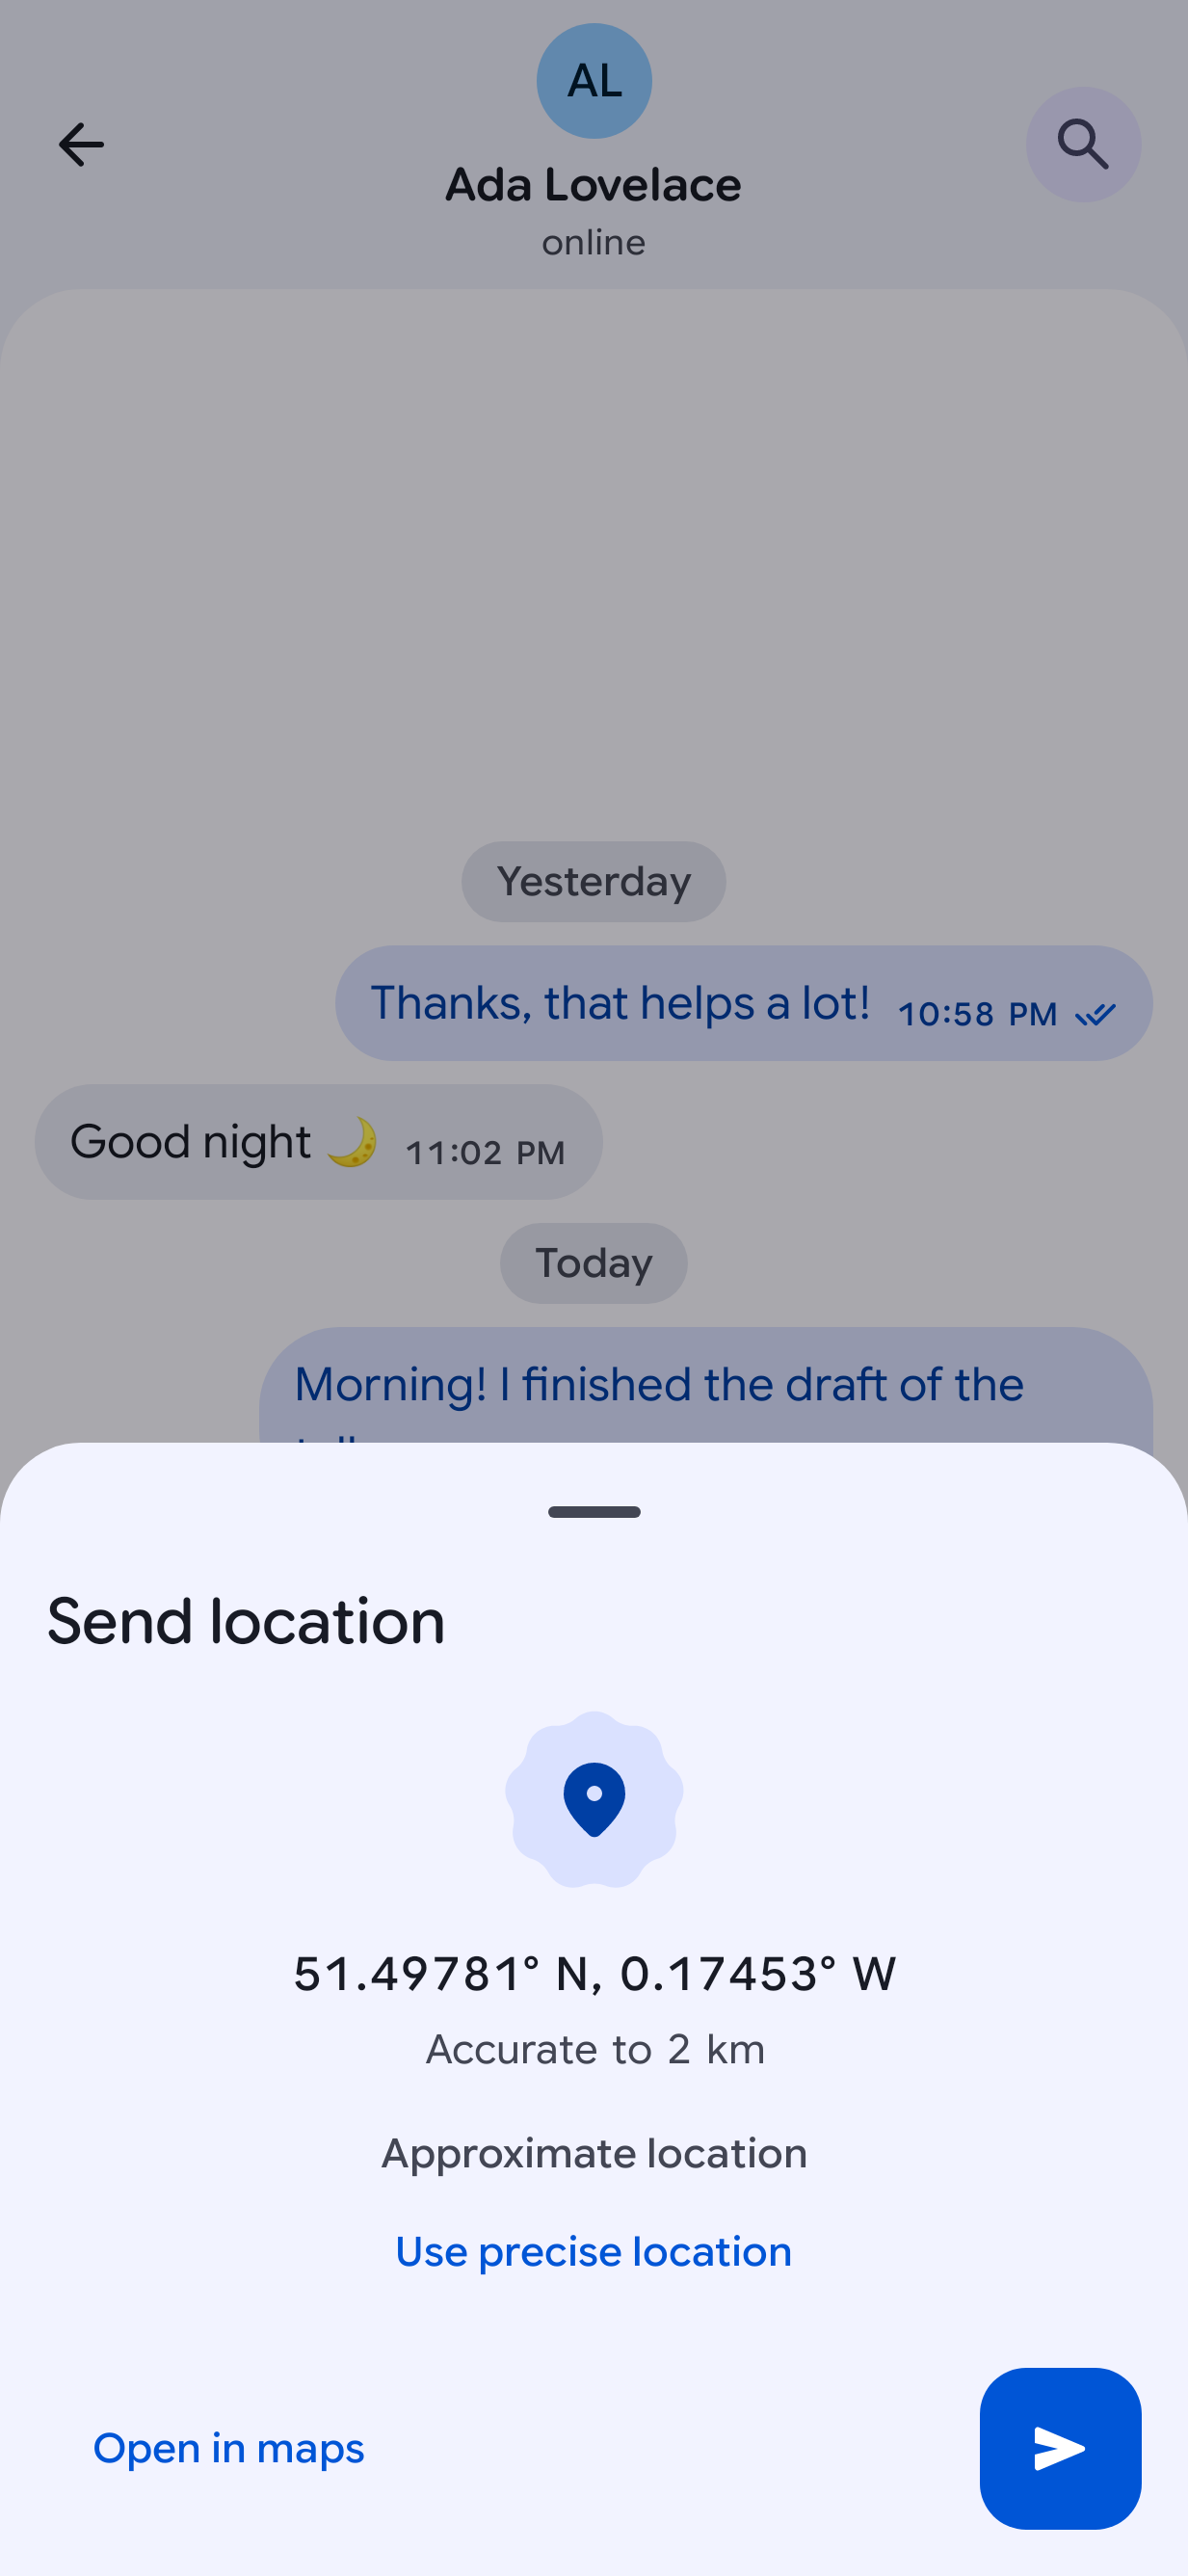 AL
Ada Lovelace
online
Yesterday
Thanks, that helps a lot! 10:58 PM
Good night 🌙 11:02 PM
Today
Morning! I finished the draft of the
Send location
51.49781° N, 0.17453° W
Accurate to 2 km
Approximate location
Use precise location
Open in maps